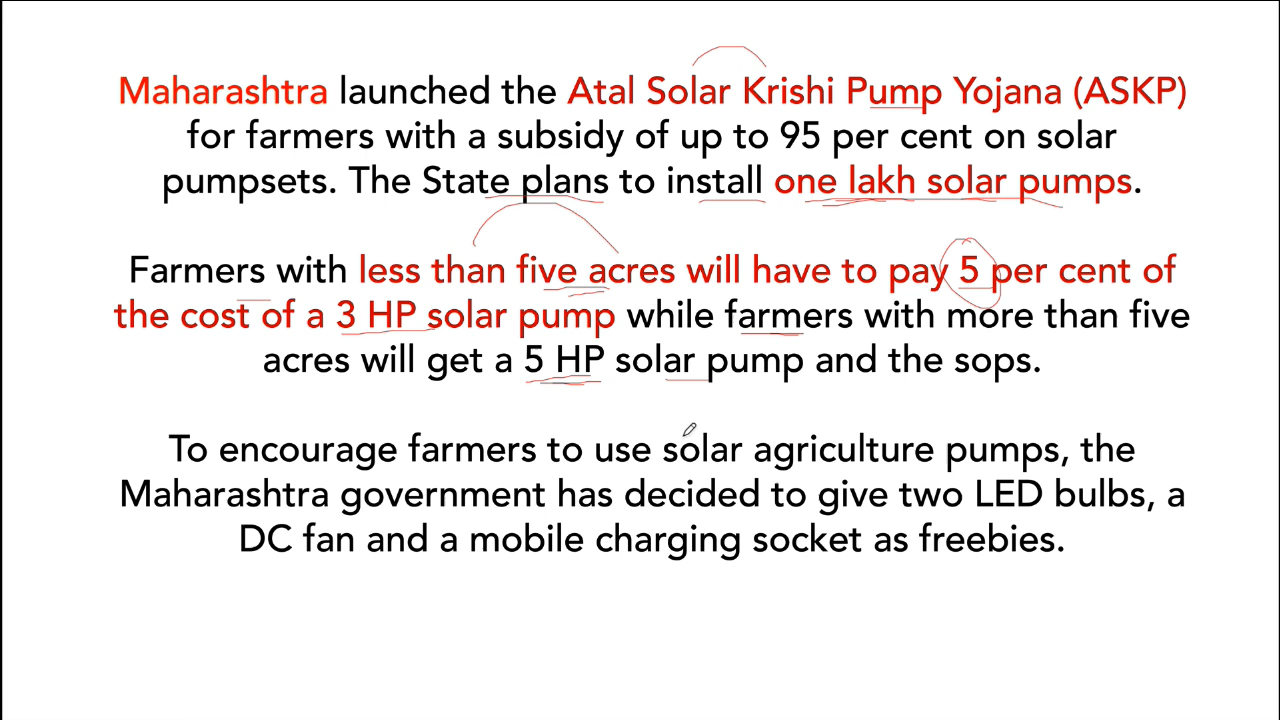 Maharashtra launched the Atal Solar Krishi Pump Yojana (ASKP)
for farmers with a subsidy of up to 95 per cent on solar
pumpsets. The State plans to install one lakh solar pumps.
Farmers with less than five acres will have to pay 5 per cent of
the cost of a 3 HP solar pump while farmers with more than five
acres will get a 5 HP solar pump and the sops.
To encourage farmers to use solar agriculture pumps, the
Maharashtra government has decided to give two LED bulbs, a
DC fan and a mobile charging socket as freebies.